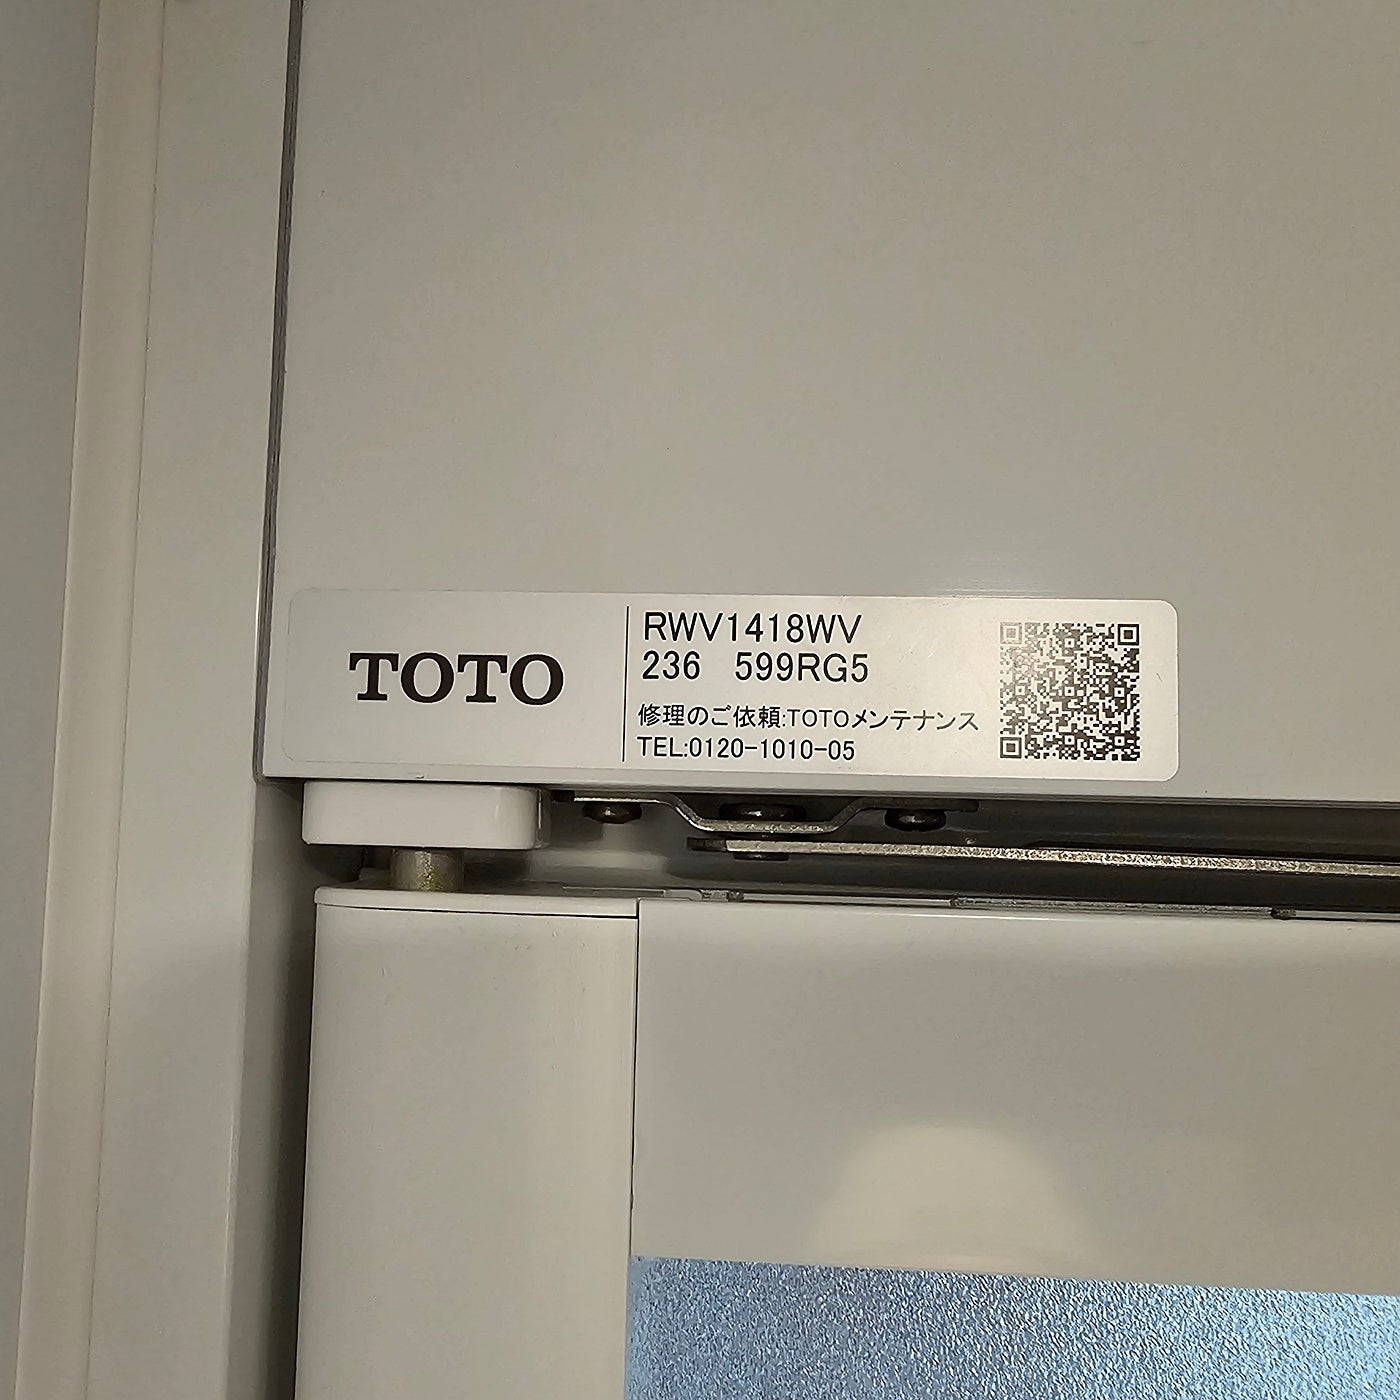 TOTO
RWV1418WV
236 599RG5
修理のご依頼:TOTOメンテナンス
TEL:0120-1010-05